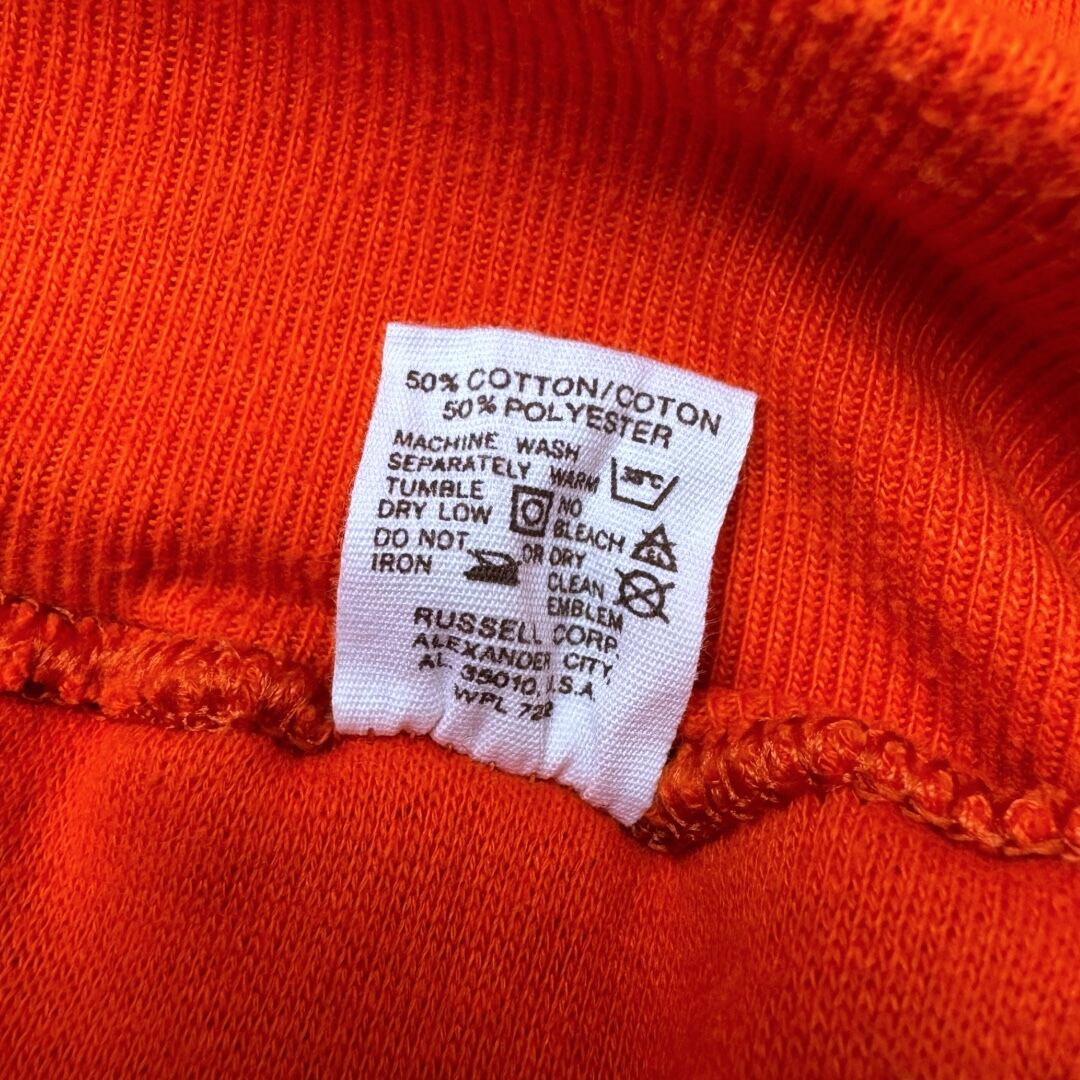 50% COTTON/COTON
50% POLYESTER
MACHINE WASH
SEPARATELY WARM
TUMBLE
DRY LOW
NO
BLEACH
DO NOT
IRON
OR DRY
CLEAN
EMBLEM
RUSSELL CORP.
ALEXANDER CITY,
AL 35010, U.S.A
WPL